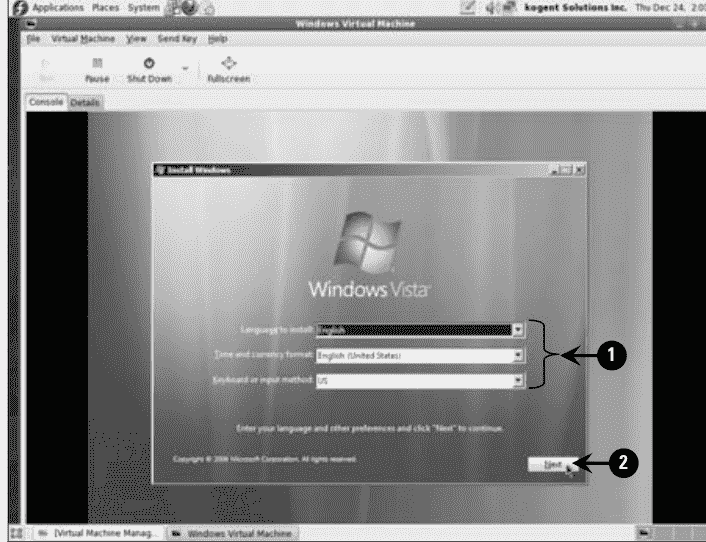 Applications Places System kogent Solutions Inc. Thu Dec 24, 2:0
Windows Virtual Machine
File Virtual Machine View Send Key Help
Run Pause Shut Down Fullscreen
Console Details
Install Windows
Windows Vista
Language to install: English
Time and currency format: English (United States)
Keyboard or input method: US
1
Enter your language and other preferences and click "Next" to continue.
Copyright © 2006 Microsoft Corporation. All rights reserved.
Next
2
[Virtual Machine Manag... Windows Virtual Machine